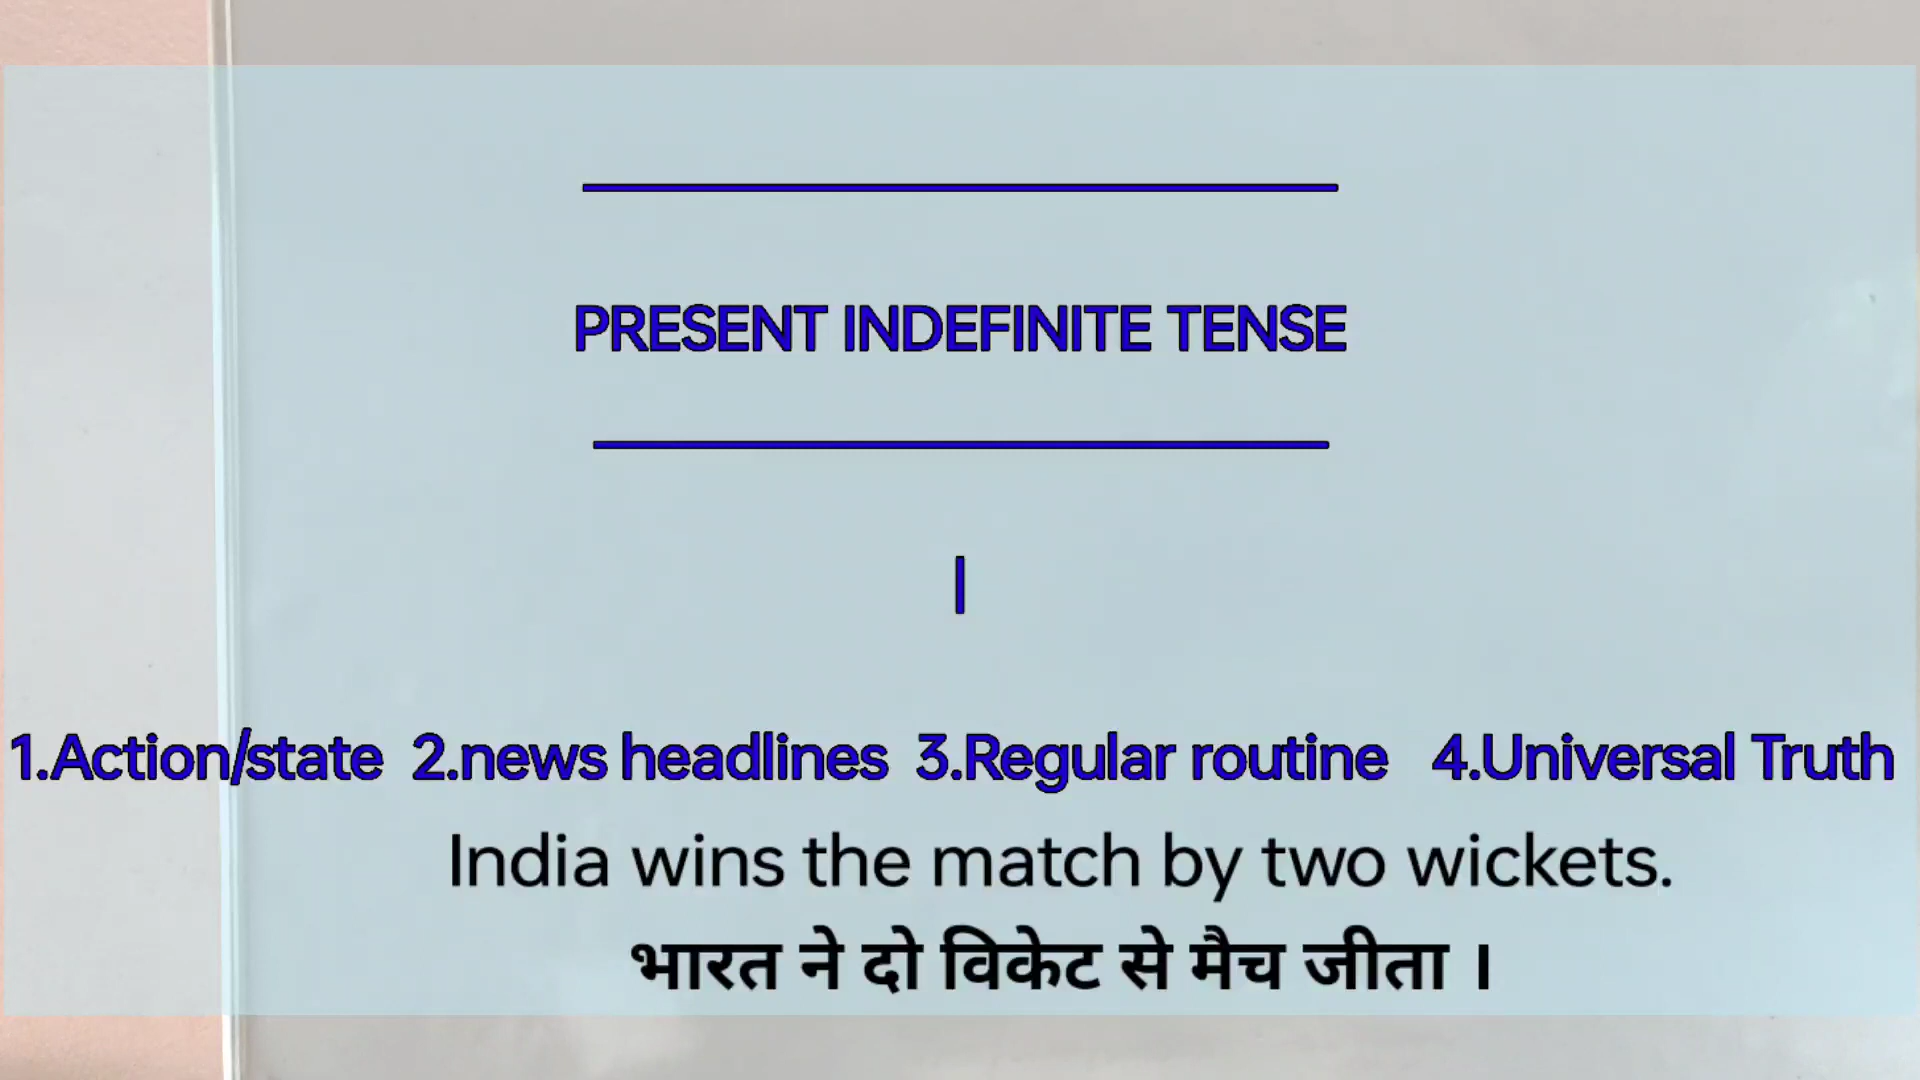 PRESENT INDEFINITE TENSE
1.Action/state 2.news headlines 3.Regular routine 4.Universal Truth
India wins the match by two wickets.
भारत ने दो विकेट से मैच जीता ।